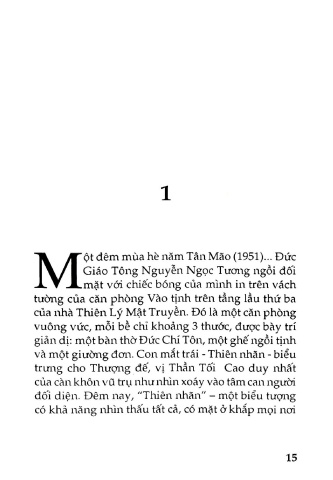 1
Một đêm mùa hè năm Tân Mão (1951)... Đức
Giáo Tông Nguyễn Ngọc Tương ngồi đối
mặt với chiếc bóng của mình in trên vách
tường của căn phòng Vào tịnh trên tầng lầu thứ ba
của nhà Thiên Lý Mật Truyền. Đó là một căn phòng
vuông vức, mỗi bề chỉ khoảng 3 thước, được bày trí
giản dị: một bàn thờ Đức Chí Tôn, một ghế ngồi tịnh
và một giường đơn. Con mắt trái - Thiên nhãn - biểu
trưng cho Thượng đế, vị Thần Tối Cao duy nhất
của càn khôn vũ trụ như nhìn xoáy vào tâm can người
đối diện. Đêm nay, “Thiên nhãn” – một biểu tượng
có khả năng nhìn thấu tất cả, có mặt ở khắp mọi nơi
15